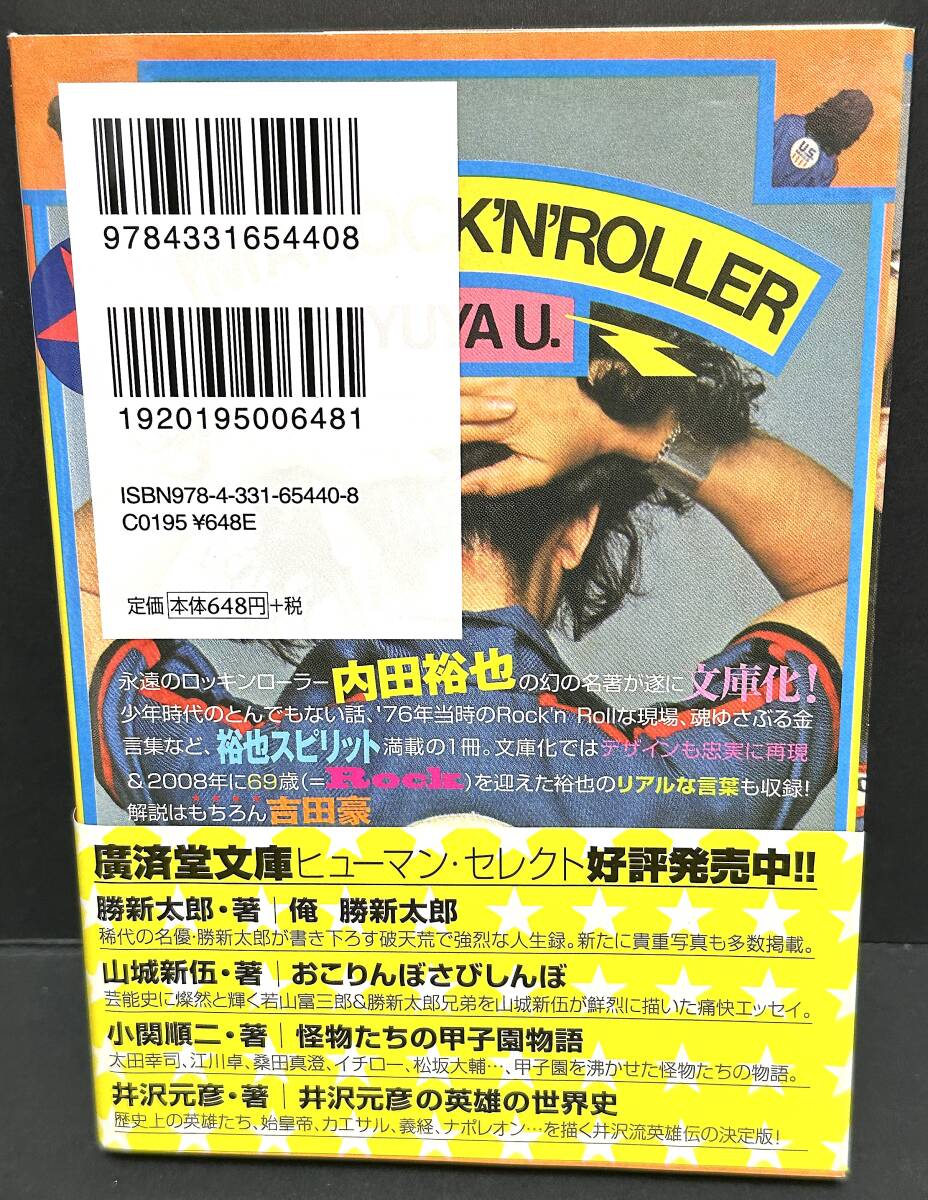 U.S.
9784331654408
OCK'N'ROLLER
YUYA U.
1920195006481
ISBN978-4-331-65440-8
C0195 ¥648E
定価 本体648円+税
永遠のロッキンローラー内田裕也の幻の名著が遂に文庫化!
少年時代のとんでもない話、'76年当時のRock'n Rollな現場、魂ゆさぶる金
言集など、裕也スピリット満載の1冊。文庫化ではデザインも忠実に再現
&2008年に69歳(=Rock)を迎えた裕也のリアルな言葉も収録!
解説はもちろん吉田豪
廣済堂文庫ヒューマン・セレクト好評発売中!!
勝新太郎・著|俺 勝新太郎
稀代の名優・勝新太郎が書き下ろす破天荒で強烈な人生録。新たに貴重写真も多数掲載。
山城新伍・著|おこりんぼさびしんぼ
芸能史に燦然と輝く若山富三郎&勝新太郎兄弟を山城新伍が鮮烈に描いた痛快エッセイ。
小関順二・著|怪物たちの甲子園物語
太田幸司、江川卓、桑田真澄、イチロー、松坂大輔…、甲子園を沸かせた怪物たちの物語。
井沢元彦・著|井沢元彦の英雄の世界史
歴史上の英雄たち、始皇帝、カエサル、義経、ナポレオン…を描く井沢流英雄伝の決定版!